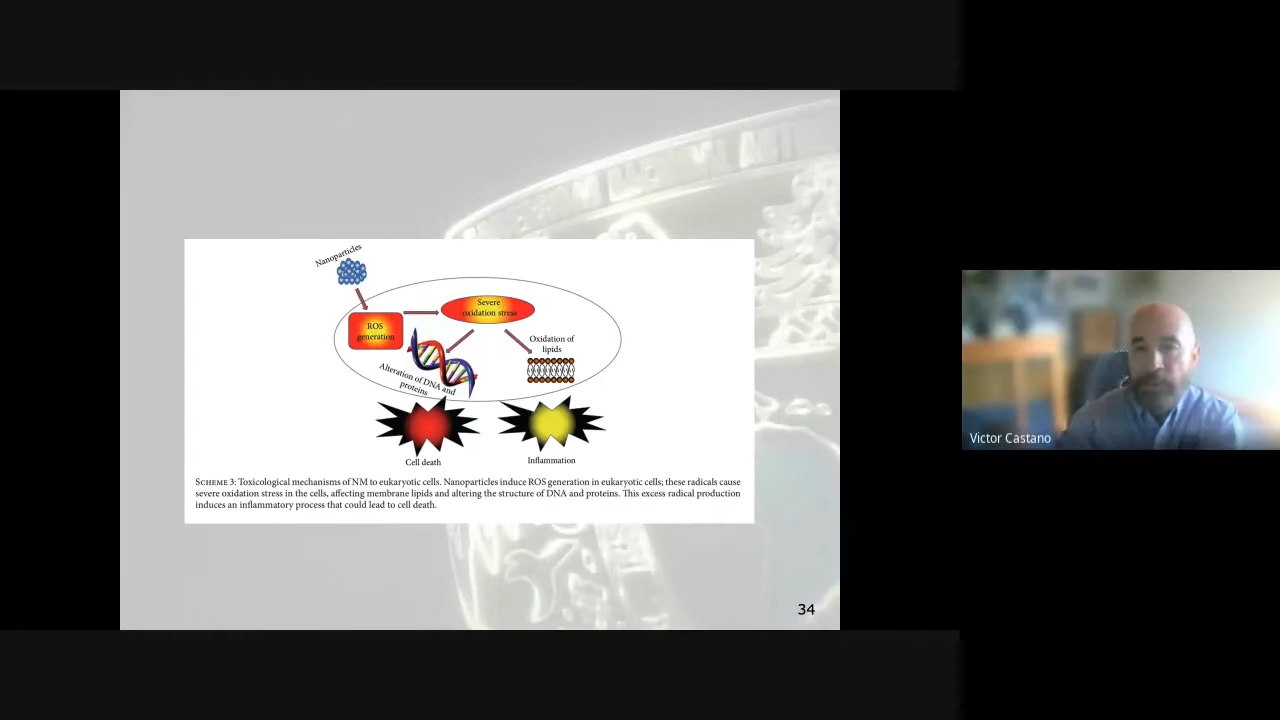 Nanoparticles
Severe
oxidation stress
ROS
generation
Oxidation of
lipids
Alteration of DNA and
proteins
Cell death
Inflammation
SCHEME 3: Toxicological mechanisms of NM to eukaryotic cells. Nanoparticles induce ROS generation in eukaryotic cells; these radicals cause
severe oxidation stress in the cells, affecting membrane lipids and altering the structure of DNA and proteins. This excess radical production
induces an inflammatory process that could lead to cell death.
34
Victor Castano